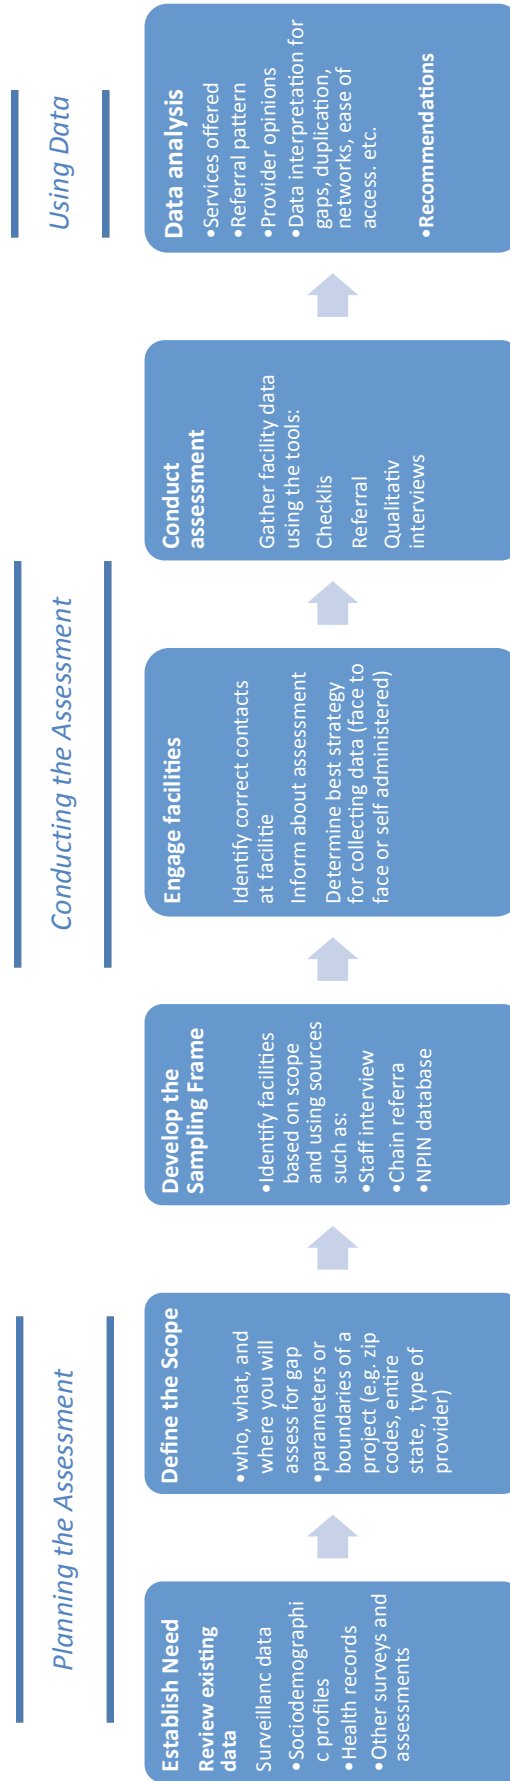 Planning the Assessment
Conducting the Assessment
Using Data
Establish Need
Review existing
data
Surveillanc data
•Sociodemographi
c profiles
•Health records
•Other surveys and
assessments
Define the Scope
•who, what, and
where you will
assess for gap
•parameters or
boundaries of a
project (e.g. zip
codes, entire
state, type of
provider)
Develop the
Sampling Frame
•Identify facilities
based on scope
and using sources
such as:
•Staff interview
•Chain referra
•NPIN database
Engage facilities
Identify correct contacts
at facilitie
Inform about assessment
Determine best strategy
for collecting data (face to
face or self administered)
Conduct
assessment
Gather facility data
using the tools:
Checklis
Referral
Qualitativ
interviews
Data analysis
•Services offered
•Referral pattern
•Provider opinions
•Data interpretation for
gaps, duplication,
networks, ease of
access. etc.
•Recommendations